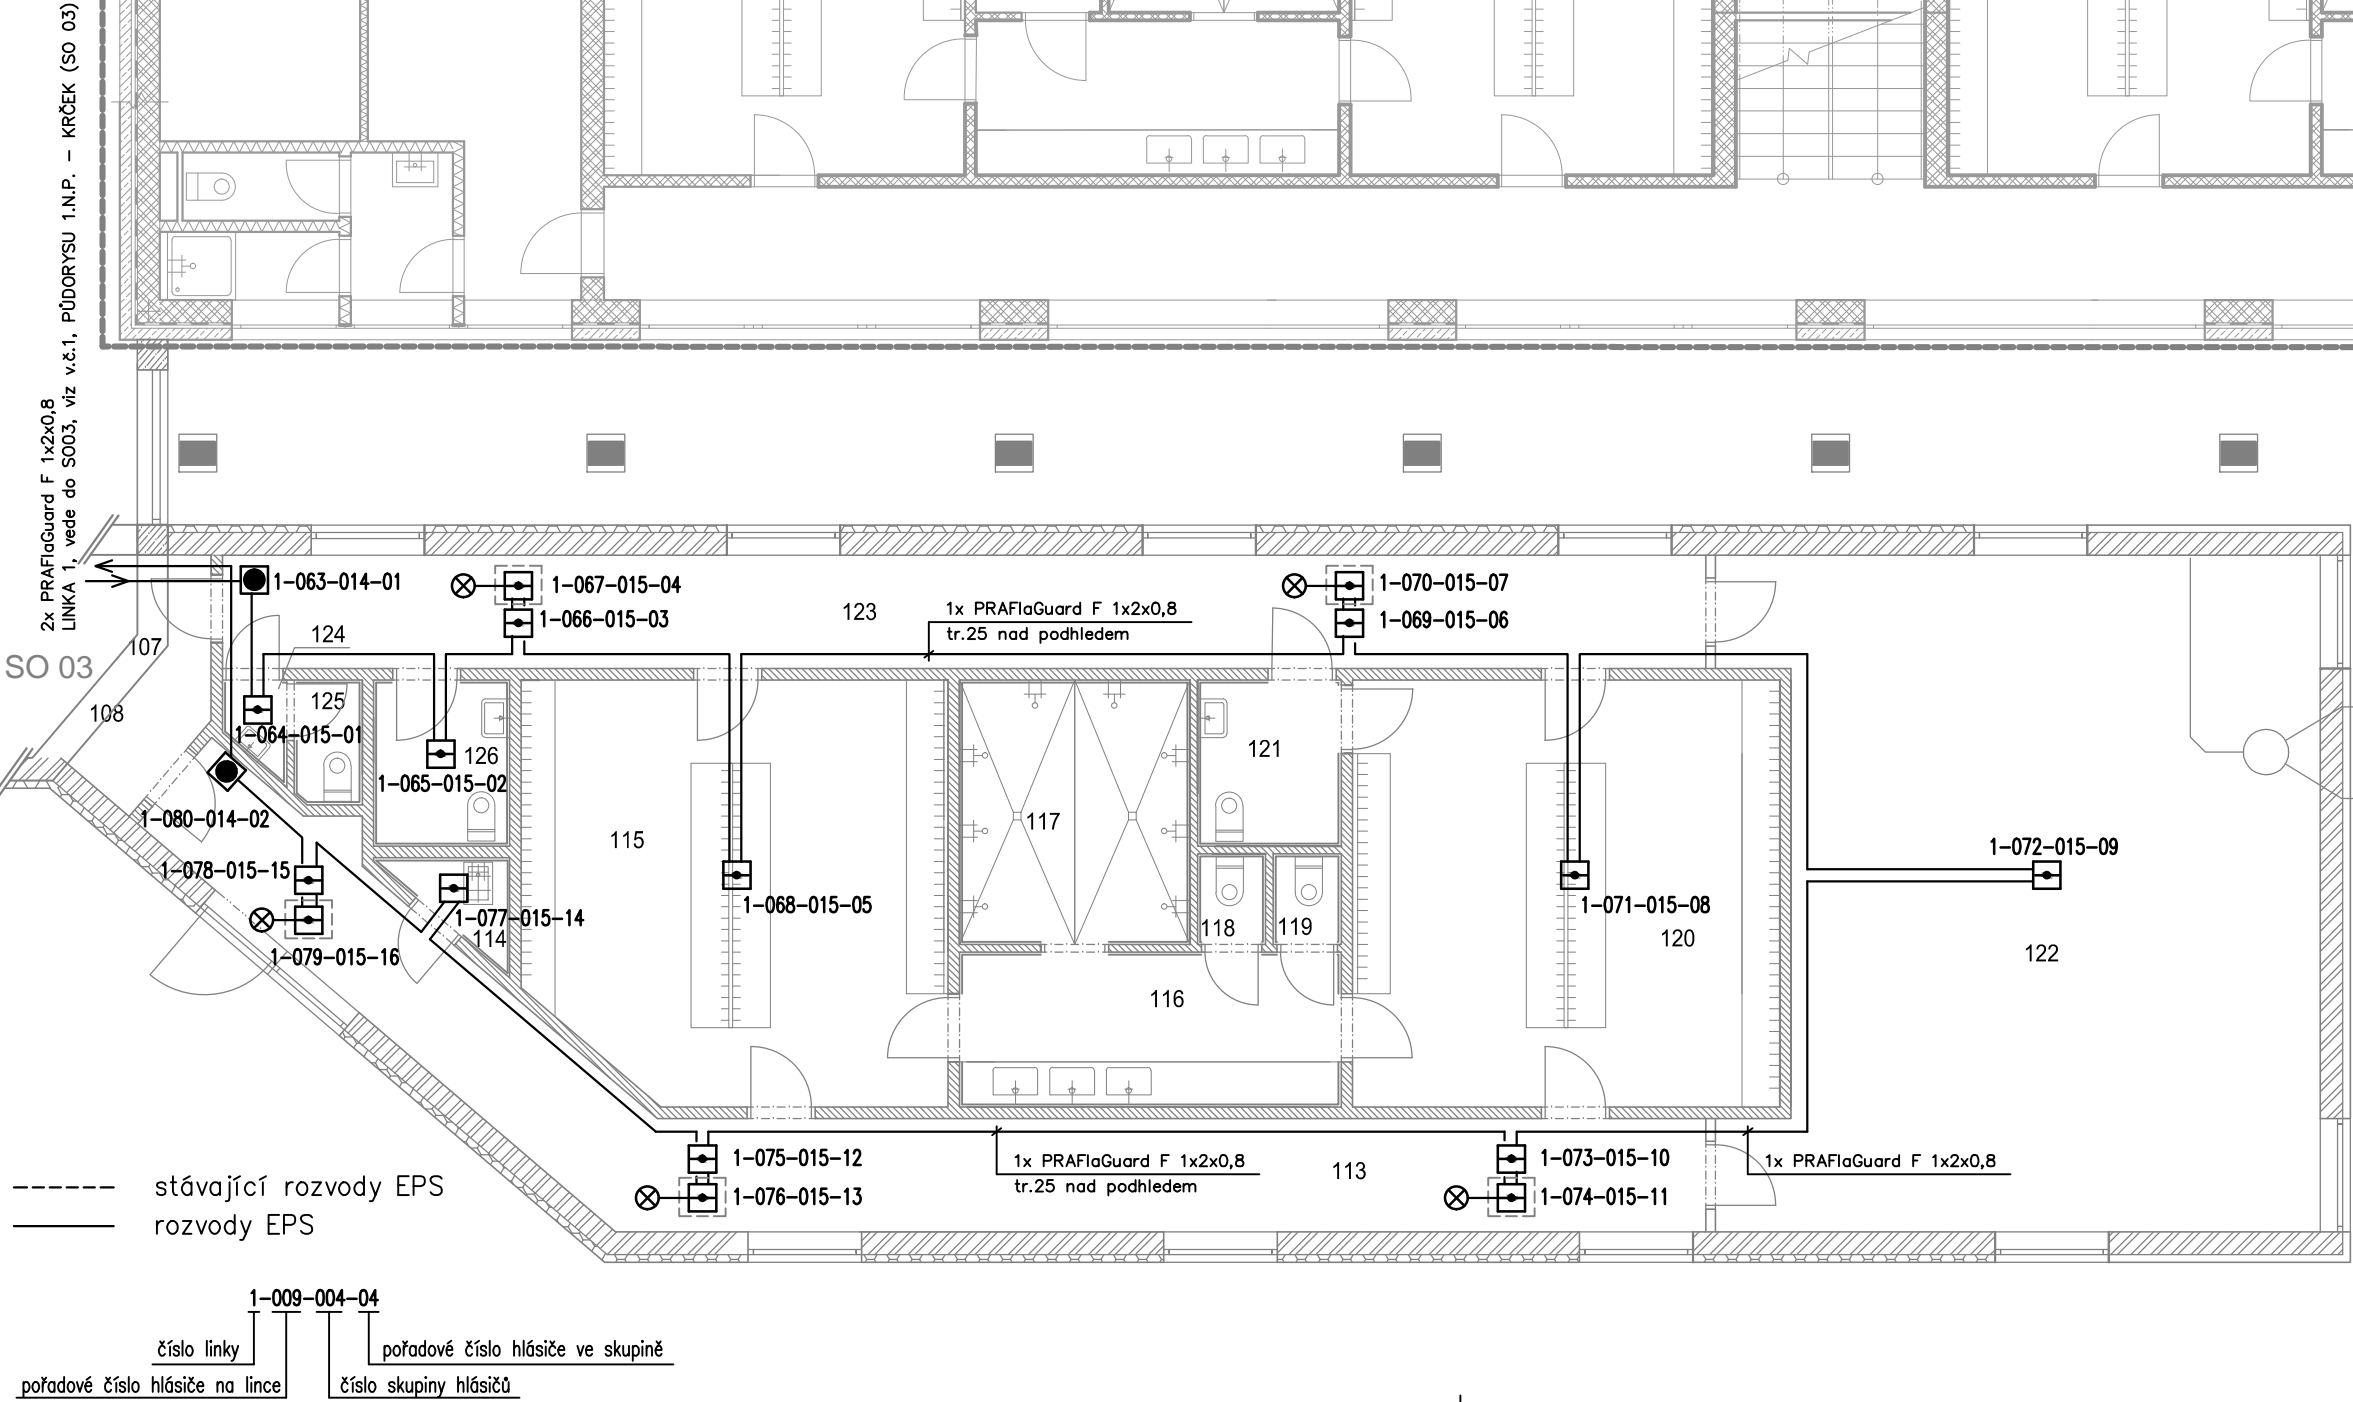 2x PRAFlaGuard F 1x2x0,8
LINKA 1, vede do SO03, viz v.č.1, PŮDORYSU 1.N.P. – KRČEK (SO 03)
1-063-014-01
1-067-015-04
1-066-015-03
123
1x PRAFlaGuard F 1x2x0,8
tr.25 nad podhledem
1-070-015-07
1-069-015-06
107
124
SO 03
108
125
1-064-015-01
126
1-065-015-02
121
1-080-014-02
115
117
1-072-015-09
1-078-015-15
1-068-015-05
1-071-015-08
1-077-015-14
114
118
119
120
122
1-079-015-16
116
1-075-015-12
1x PRAFlaGuard F 1x2x0,8
tr.25 nad podhledem
113
1-073-015-10
1x PRAFlaGuard F 1x2x0,8
1-076-015-13
1-074-015-11
stávající rozvody EPS
rozvody EPS
1-009-004-04
číslo linky
pořadové číslo hlásiče ve skupině
pořadové číslo hlásiče na lince
číslo skupiny hlásičů